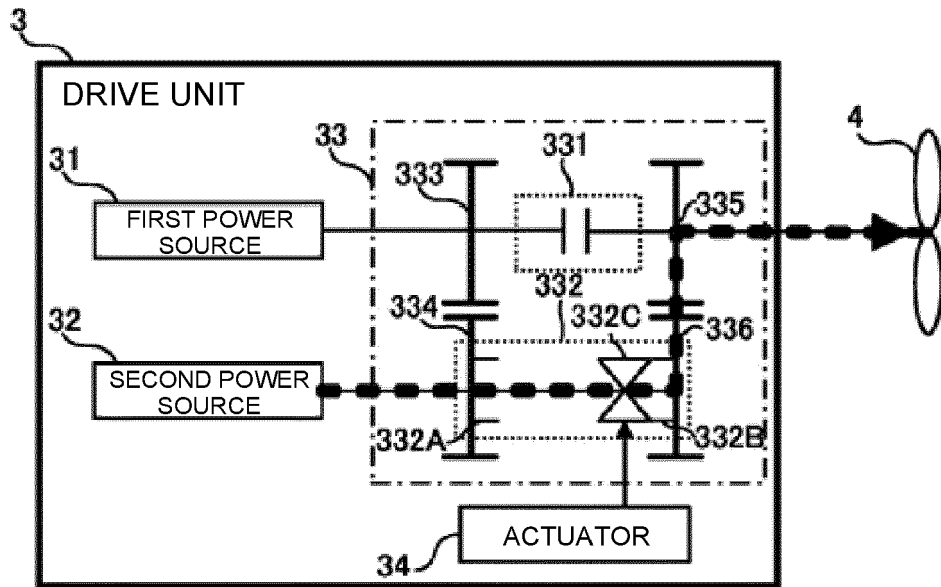 3
DRIVE UNIT
4
33
331
31
333
335
FIRST POWER
SOURCE
332
334
332C
32
336
SECOND POWER
SOURCE
332A
332B
ACTUATOR
34